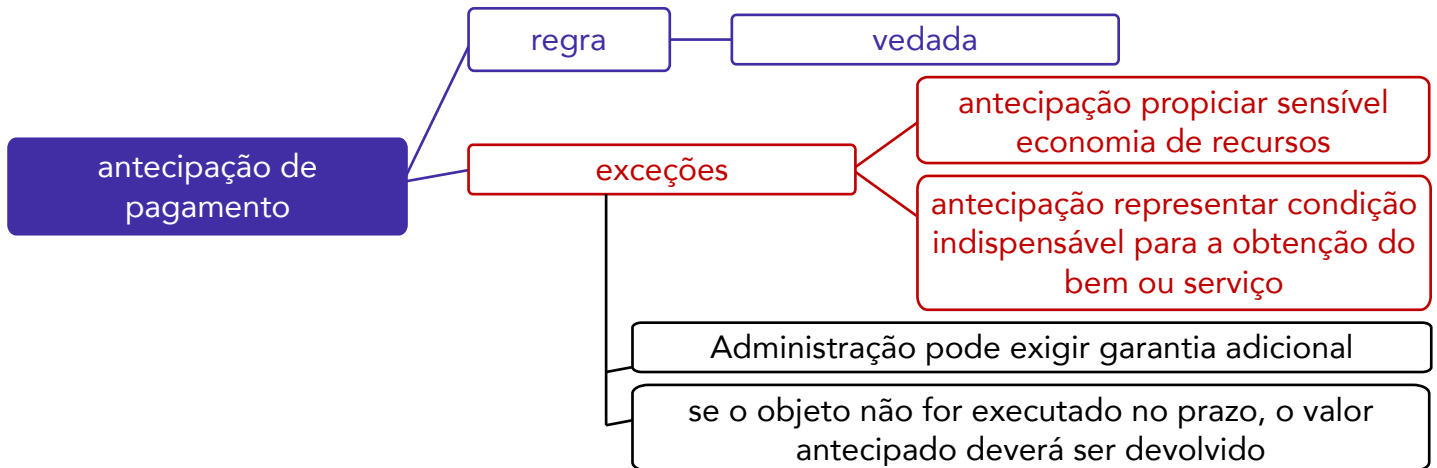 regra
vedada
antecipação de
pagamento
exceções
antecipação propiciar sensível
economia de recursos
antecipação representar condição
indispensável para a obtenção do
bem ou serviço
Administração pode exigir garantia adicional
se o objeto não for executado no prazo, o valor
antecipado deverá ser devolvido